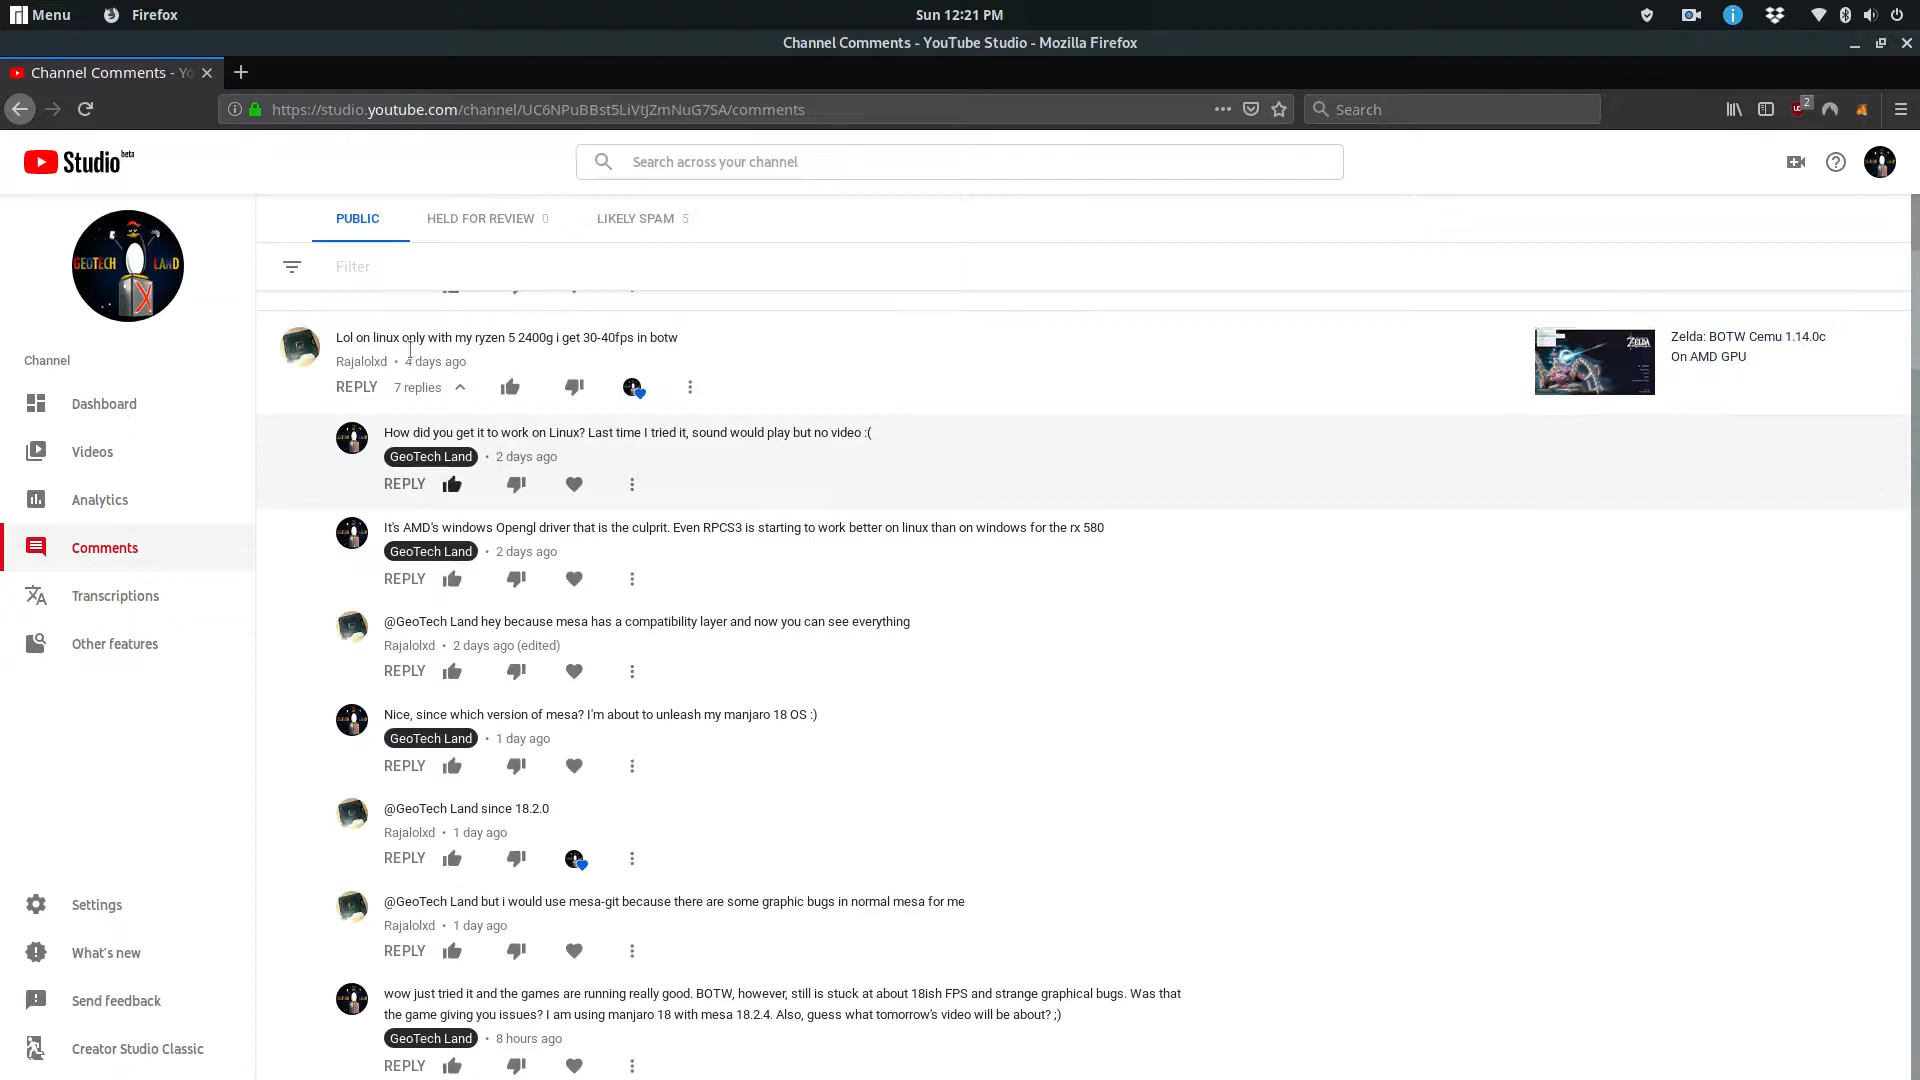 Menu
Firefox
Sun 12:21 PM
Channel Comments - YouTube Studio - Mozilla Firefox
Channel Comments - Yo
https://studio.youtube.com/channel/UC6NPuBBst5LiVtJZmNuG7SA/comments
Search
2
Studio beta
Search across your channel
PUBLIC
HELD FOR REVIEW 0
LIKELY SPAM 5
Filter
GEOTECH LAND
X
Channel
Dashboard
Videos
Analytics
Comments
Transcriptions
Other features
Settings
What's new
Send feedback
Creator Studio Classic
Lol on linux only with my ryzen 5 2400g i get 30-40fps in botw
Rajalolxd • 4 days ago
REPLY 7 replies
ZELDA
Zelda: BOTW Cemu 1.14.0c
On AMD GPU
How did you get it to work on Linux? Last time I tried it, sound would play but no video :(
GeoTech Land • 2 days ago
REPLY
It's AMD's windows Opengl driver that is the culprit. Even RPCS3 is starting to work better on linux than on windows for the rx 580
GeoTech Land • 2 days ago
REPLY
@GeoTech Land hey because mesa has a compatibility layer and now you can see everything
Rajalolxd • 2 days ago (edited)
REPLY
Nice, since which version of mesa? I'm about to unleash my manjaro 18 OS :)
GeoTech Land • 1 day ago
REPLY
@GeoTech Land since 18.2.0
Rajalolxd • 1 day ago
REPLY
@GeoTech Land but i would use mesa-git because there are some graphic bugs in normal mesa for me
Rajalolxd • 1 day ago
REPLY
wow just tried it and the games are running really good. BOTW, however, still is stuck at about 18ish FPS and strange graphical bugs. Was that
the game giving you issues? I am using manjaro 18 with mesa 18.2.4. Also, guess what tomorrow's video will be about? ;)
GeoTech Land • 8 hours ago
REPLY